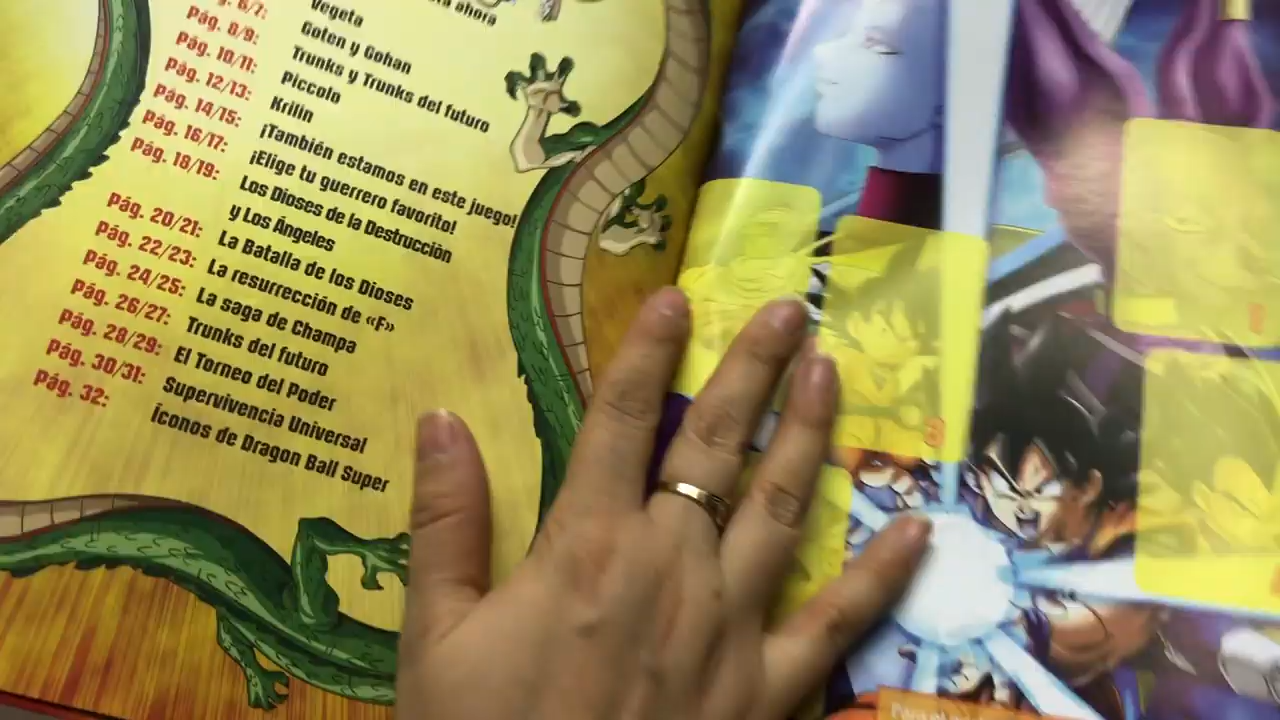 ahora
6/7:
Vegeta
Pág. 8/9:
Goten y Gohan
Pág. 10/11:
Trunks y Trunks del futuro
Pág. 12/13:
Piccolo
Pág. 14/15:
Krilin
Pág. 16/17:
¡También estamos en este juego!
Pág. 18/19:
¡Elige tu guerrero favorito!
Los Dioses de la Destrucción
y Los Ángeles
Pág. 20/21:
La Batalla de los Dioses
Pág. 22/23:
La resurrección de «F»
Pág. 24/25:
La saga de Champa
Pág. 26/27:
Trunks del futuro
Pág. 28/29:
El Torneo del Poder
Pág. 30/31:
Supervivencia Universal
Pág. 32:
Íconos de Dragon Ball Super
3